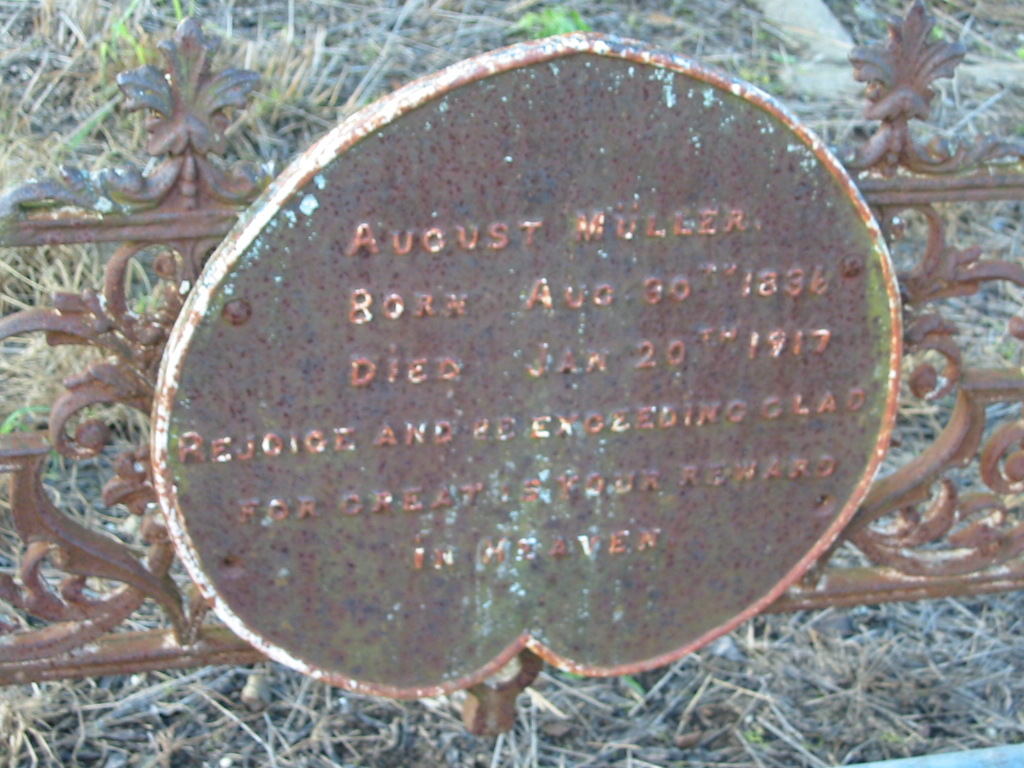 AUGUST MULLER.
BORN AUG 30TH 1836
DIED JAN 20TH 1917
REJOICE AND BE EXCEEDING GLAD
FOR GREAT IS YOUR REWARD
IN HEAVEN